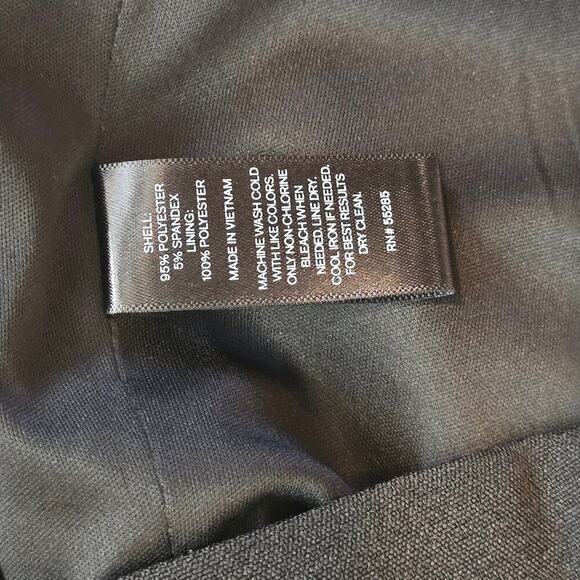 SHELL:
95% POLYESTER
5% SPANDEX
LINING:
100% POLYESTER
MADE IN VIETNAM
MACHINE WASH COLD
WITH LIKE COLORS.
ONLY NON-CHLORINE
BLEACH WHEN
NEEDED. LINE DRY.
COOL IRON IF NEEDED.
FOR BEST RESULTS
DRY CLEAN.
RN# 55285